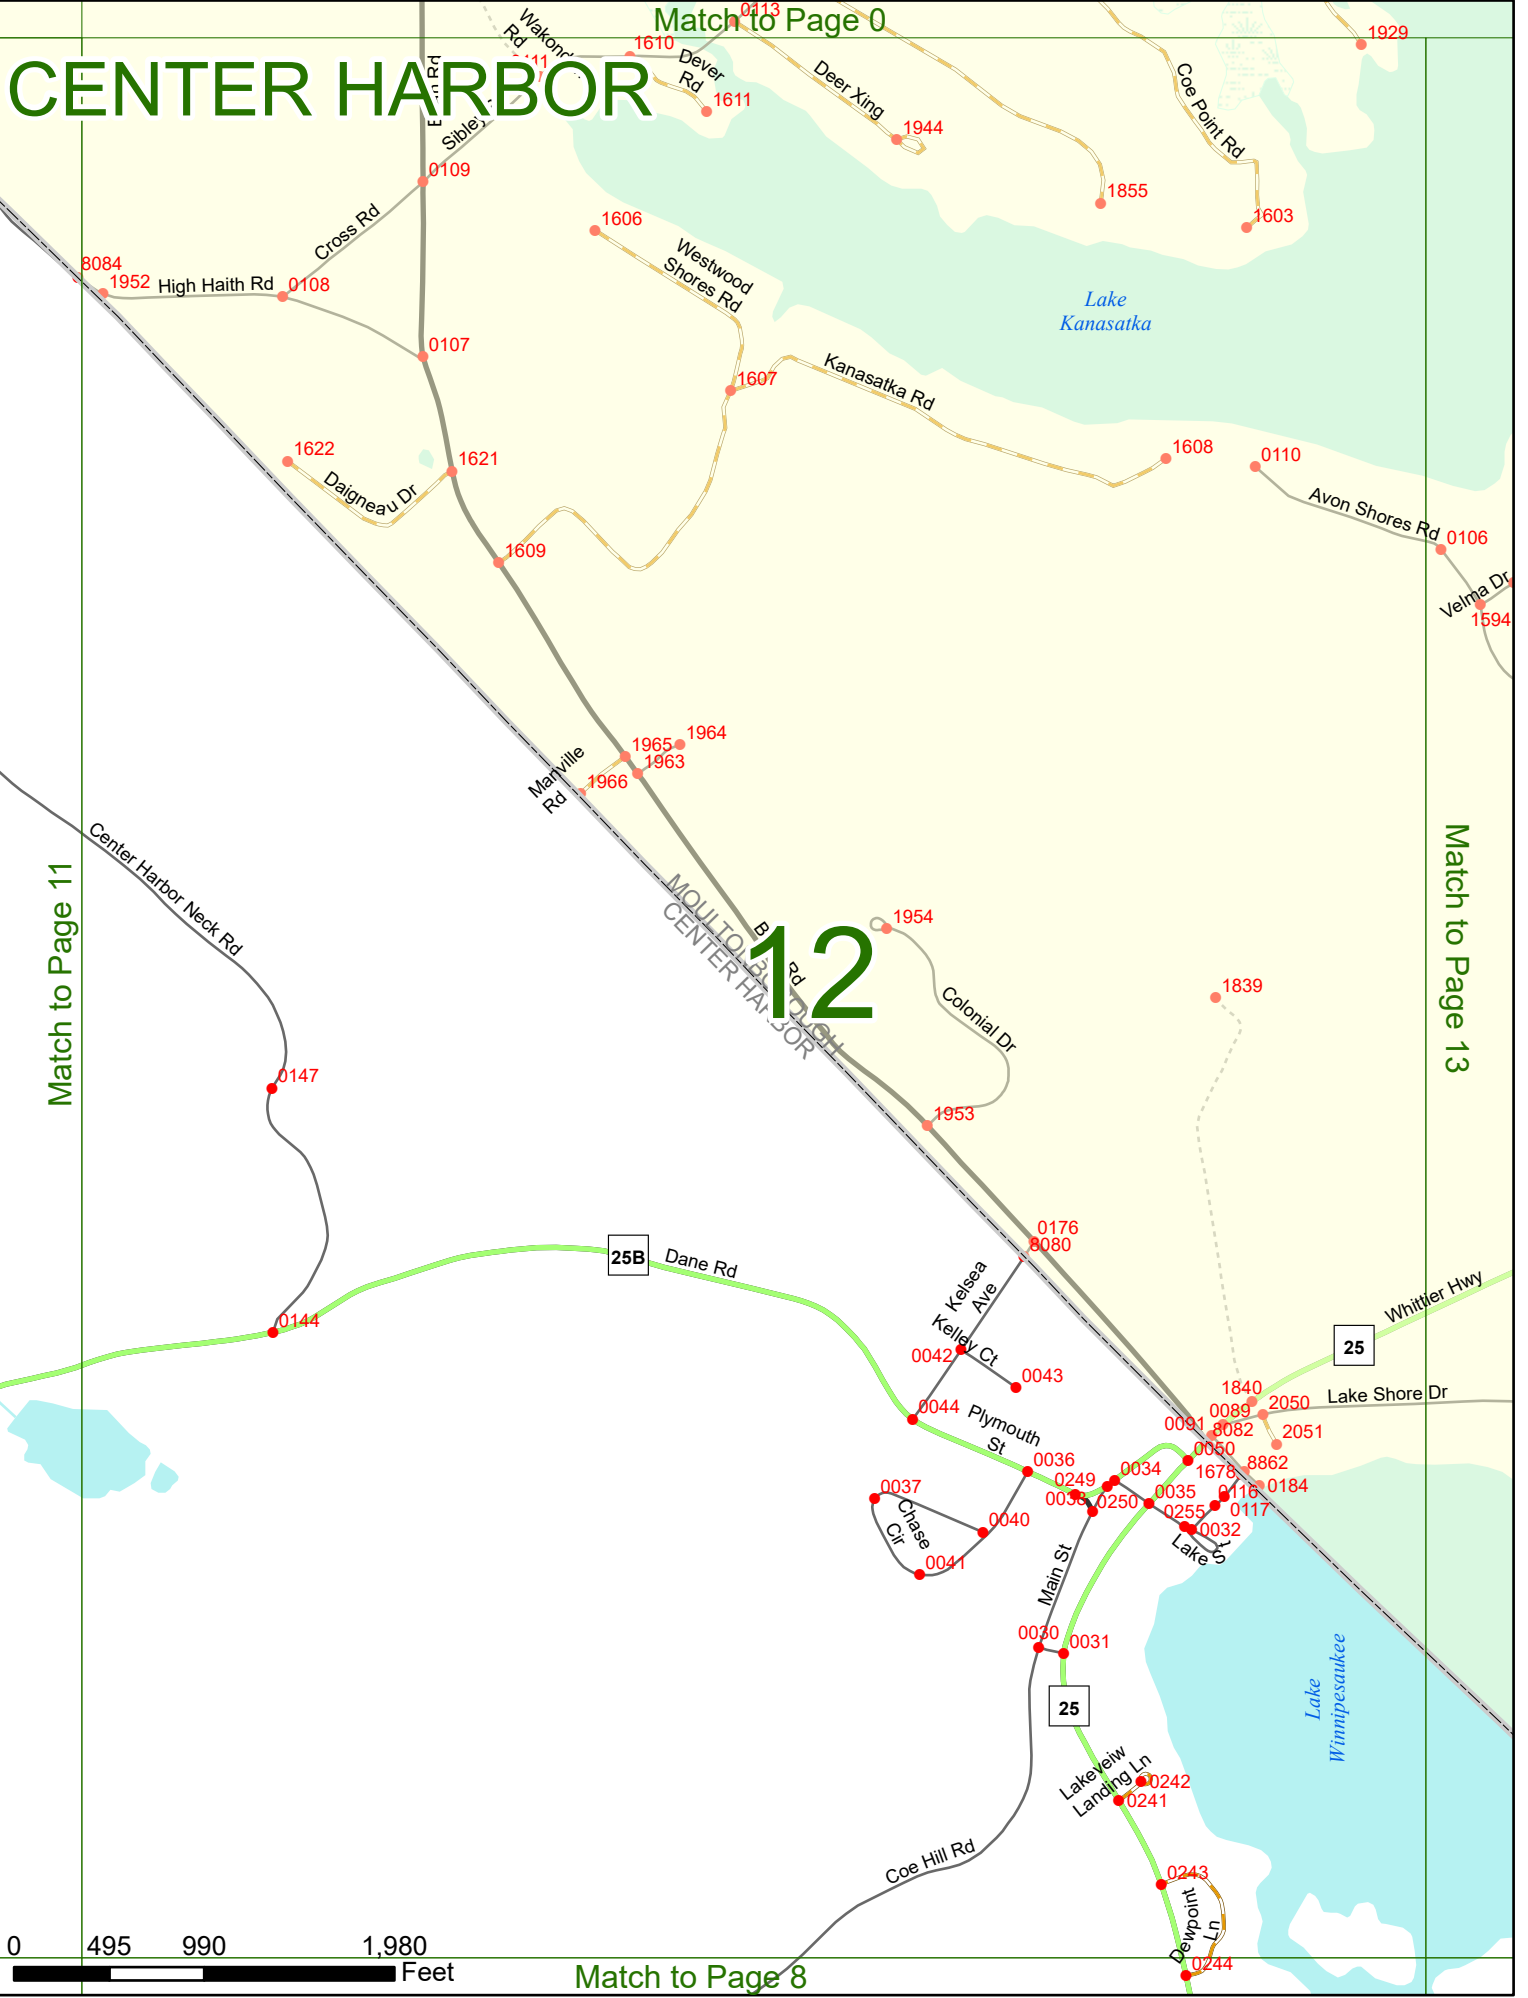 Match to Page 0
CENTER HARBOR
0113
1929
Wakond
Rd
1610
Dever
Rd
1611
Deer Xing
1944
Coe Point Rd
Sibley
0109
1855
1603
Cross Rd
1606
Westwood
Shores Rd
8084
1952
High Haith Rd
0108
Lake
Kanasatka
0107
1607
Kanasatka Rd
1622
Daigneau Dr
1621
1608
0110
Avon Shores Rd
0106
1609
Velma Dr
1594
1965
1964
1963
1966
Manville
Rd
Center Harbor Neck Rd
Match to Page 11
Match to Page 13
MOULTONBOROUGH
CENTER HARBOR
Rd
12
1954
Colonial Dr
1839
0147
1953
0176
8080
25B
Dane Rd
Kelsea
Ave
Kelley Ct
0042
0043
0144
0044
Whittier Hwy
25
Lake Shore Dr
1840
2050
0089
0091
8082
2051
Plymouth
St
0036
0050
8862
1678
0184
0034
0249
0037
0038
0250
0035
0116
0117
0255
0032
Chase
Cir
0040
0041
Lake St
Main St
0030
0031
25
Lake
Winnipesaukee
Lakeveiw
Landing Ln
0242
0241
Coe Hill Rd
0243
Dewpoint
Ln
0244
0
495
990
1,980
Feet
Match to Page 8